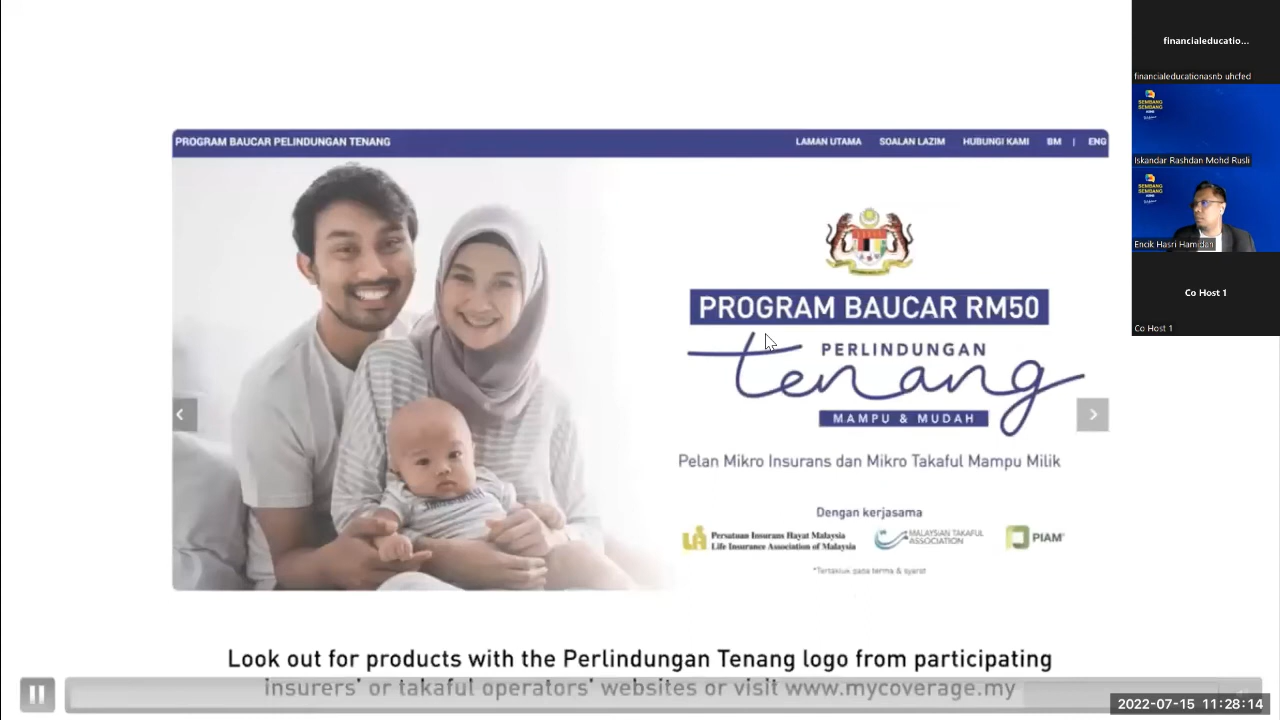 PROGRAM BAUCAR PELINDUNGAN TENANG
LAMAN UTAMA SOALAN LAZIM HUBUNGI KAMI BM | ENG
PROGRAM BAUCAR RM50
PERLINDUNGAN
tenang
MAMPU & MUDAH
Pelan Mikro Insurans dan Mikro Takaful Mampu Milik
Dengan kerjasama
Persatuan Insurans Hayat Malaysia
Life Insurance Association of Malaysia
MALAYSIAN TAKAFUL
ASSOCIATION
PIAM
*Tertakluk pada terma & syarat
Look out for products with the Perlindungan Tenang logo from participating
insurers' or takaful operators' websites or visit www.mycoverage.my
financialeducatio...
financialeducationasnb uhcfed
SEMBANG
SEMBANG
Iskandar Rashdan Mohd Rusli
SEMBANG
SEMBANG
Encik Hasri Hamidan
Co Host 1
Co Host 1
2022-07-15 11:28:14